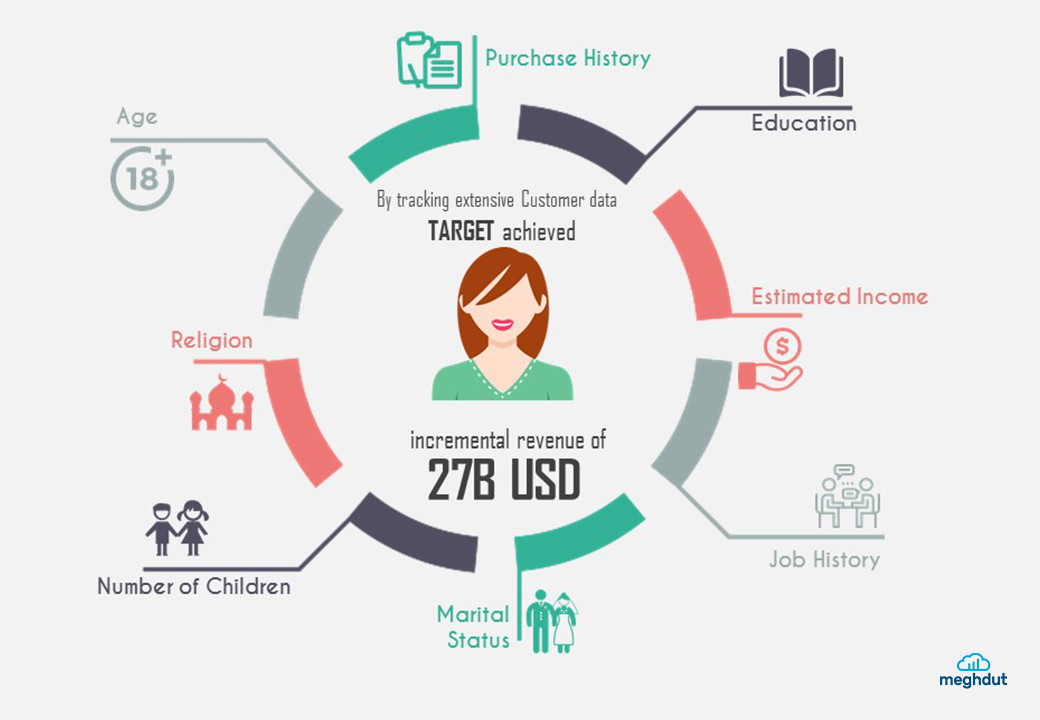 Purchase History
Education
Age
18+
By tracking extensive Customer data
TARGET achieved
Estimated Income
$
Religion
incremental revenue of
27B USD
Job History
Number of Children
Marital
Status
meghdut